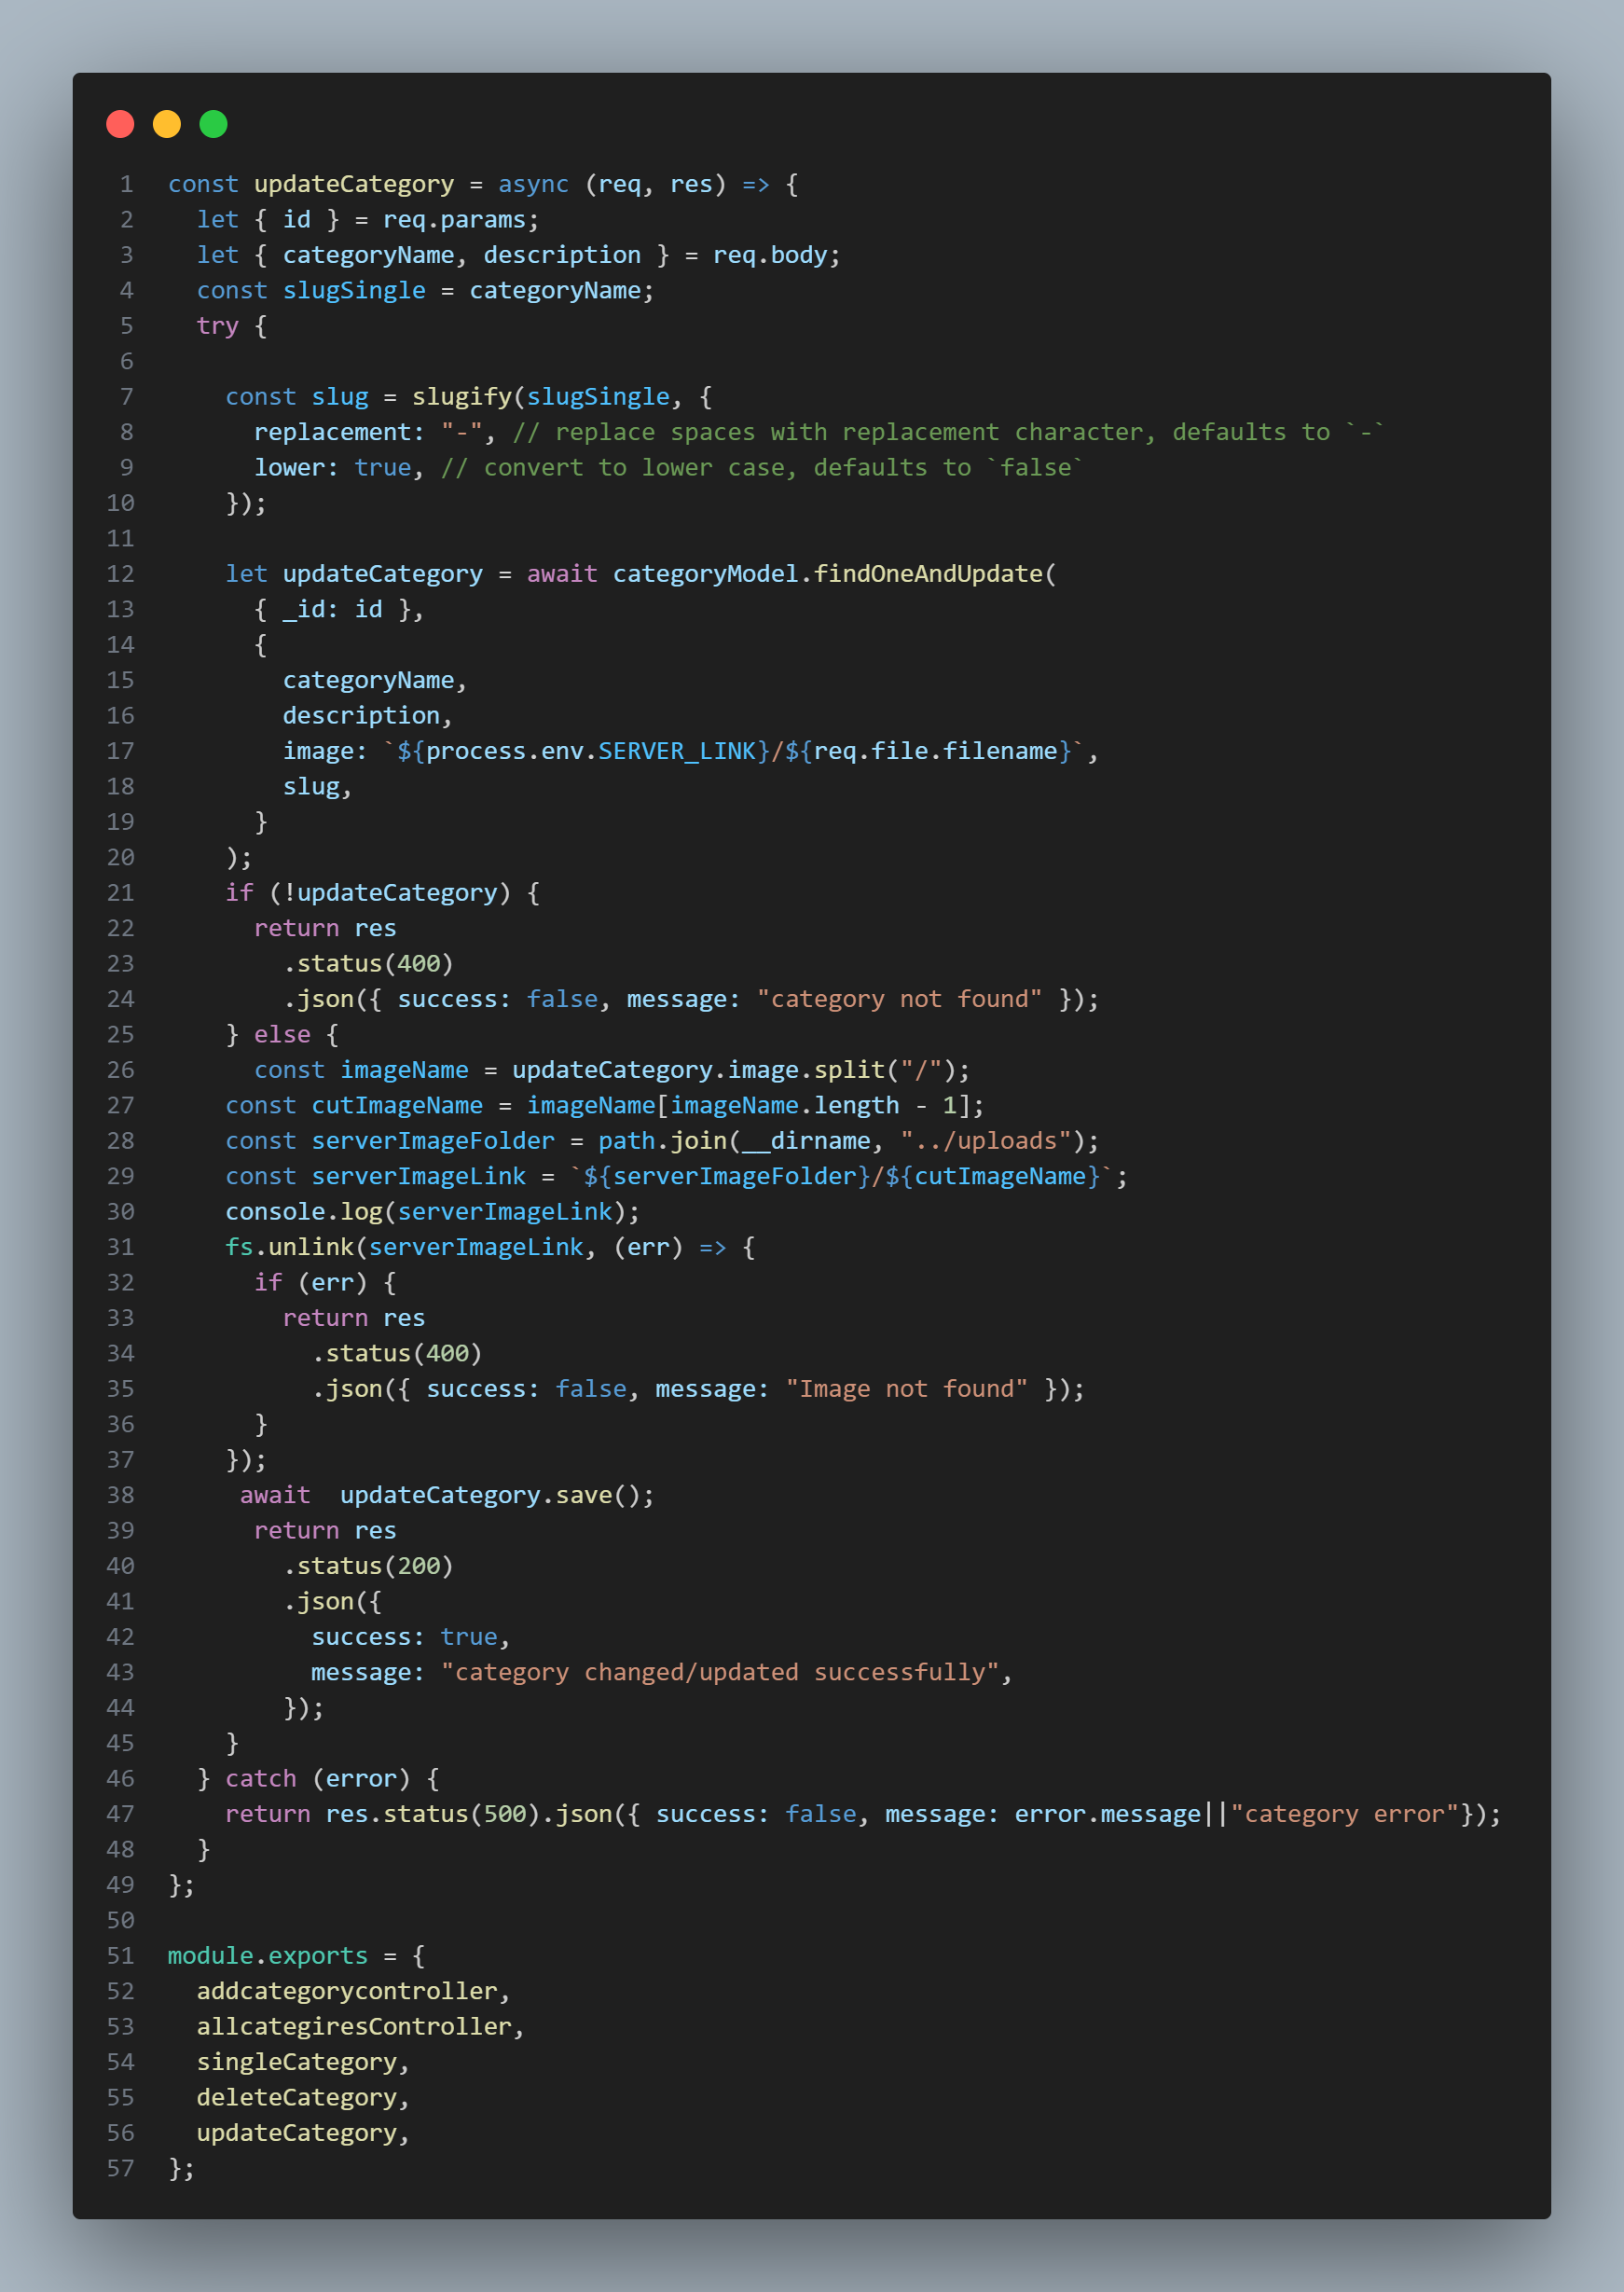 1 const updateCategory = async (req, res) => {
2   let { id } = req.params;
3   let { categoryName, description } = req.body;
4   const slugSingle = categoryName;
5   try {
6
7     const slug = slugify(slugSingle, {
8       replacement: "-", // replace spaces with replacement character, defaults to `-`
9       lower: true, // convert to lower case, defaults to `false`
10     });
11
12     let updateCategory = await categoryModel.findOneAndUpdate(
13       { _id: id },
14       {
15         categoryName,
16         description,
17         image: `${process.env.SERVER_LINK}/${req.file.filename}`,
18         slug,
19       }
20     );
21     if (!updateCategory) {
22       return res
23         .status(400)
24         .json({ success: false, message: "category not found" });
25     } else {
26       const imageName = updateCategory.image.split("/");
27     const cutImageName = imageName[imageName.length - 1];
28     const serverImageFolder = path.join(__dirname, "../uploads");
29     const serverImageLink = `${serverImageFolder}/${cutImageName}`;
30     console.log(serverImageLink);
31     fs.unlink(serverImageLink, (err) => {
32       if (err) {
33         return res
34           .status(400)
35           .json({ success: false, message: "Image not found" });
36       }
37     });
38      await  updateCategory.save();
39       return res
40         .status(200)
41         .json({
42           success: true,
43           message: "category changed/updated successfully",
44         });
45     }
46   } catch (error) {
47     return res.status(500).json({ success: false, message: error.message||"category error"});
48   }
49 };
50
51 module.exports = {
52   addcategorycontroller,
53   allcategiresController,
54   singleCategory,
55   deleteCategory,
56   updateCategory,
57 };